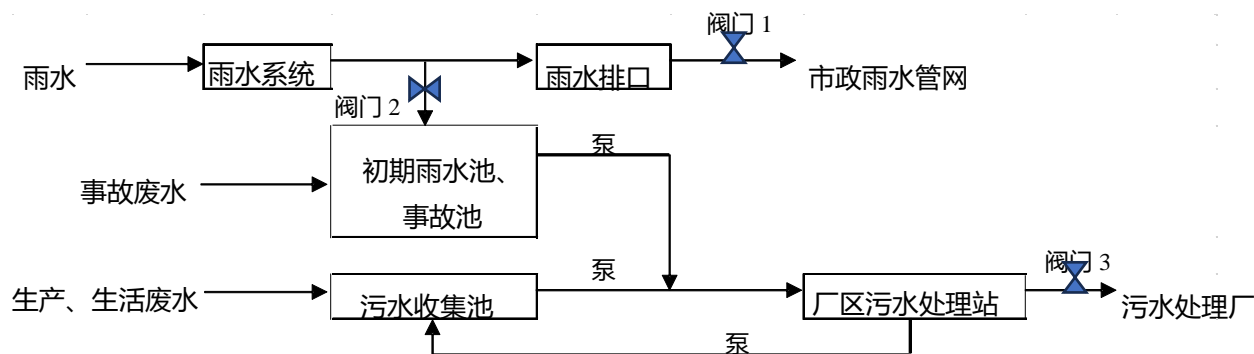 阀门 1
雨水
雨水系统
雨水排口
市政雨水管网
阀门 2
泵
事故废水
初期雨水池、
事故池
泵
阀门 3
生产、生活废水
污水收集池
厂区污水处理站
污水处理厂
泵